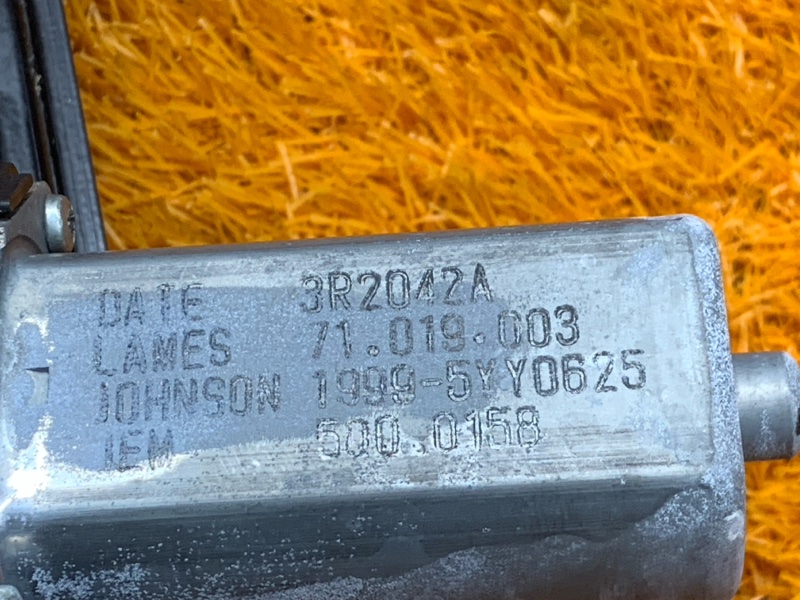 DATE 3R2042A
LAMES 71.019.003
JOHNSON 1999-5YY0625
IEM 500.0158